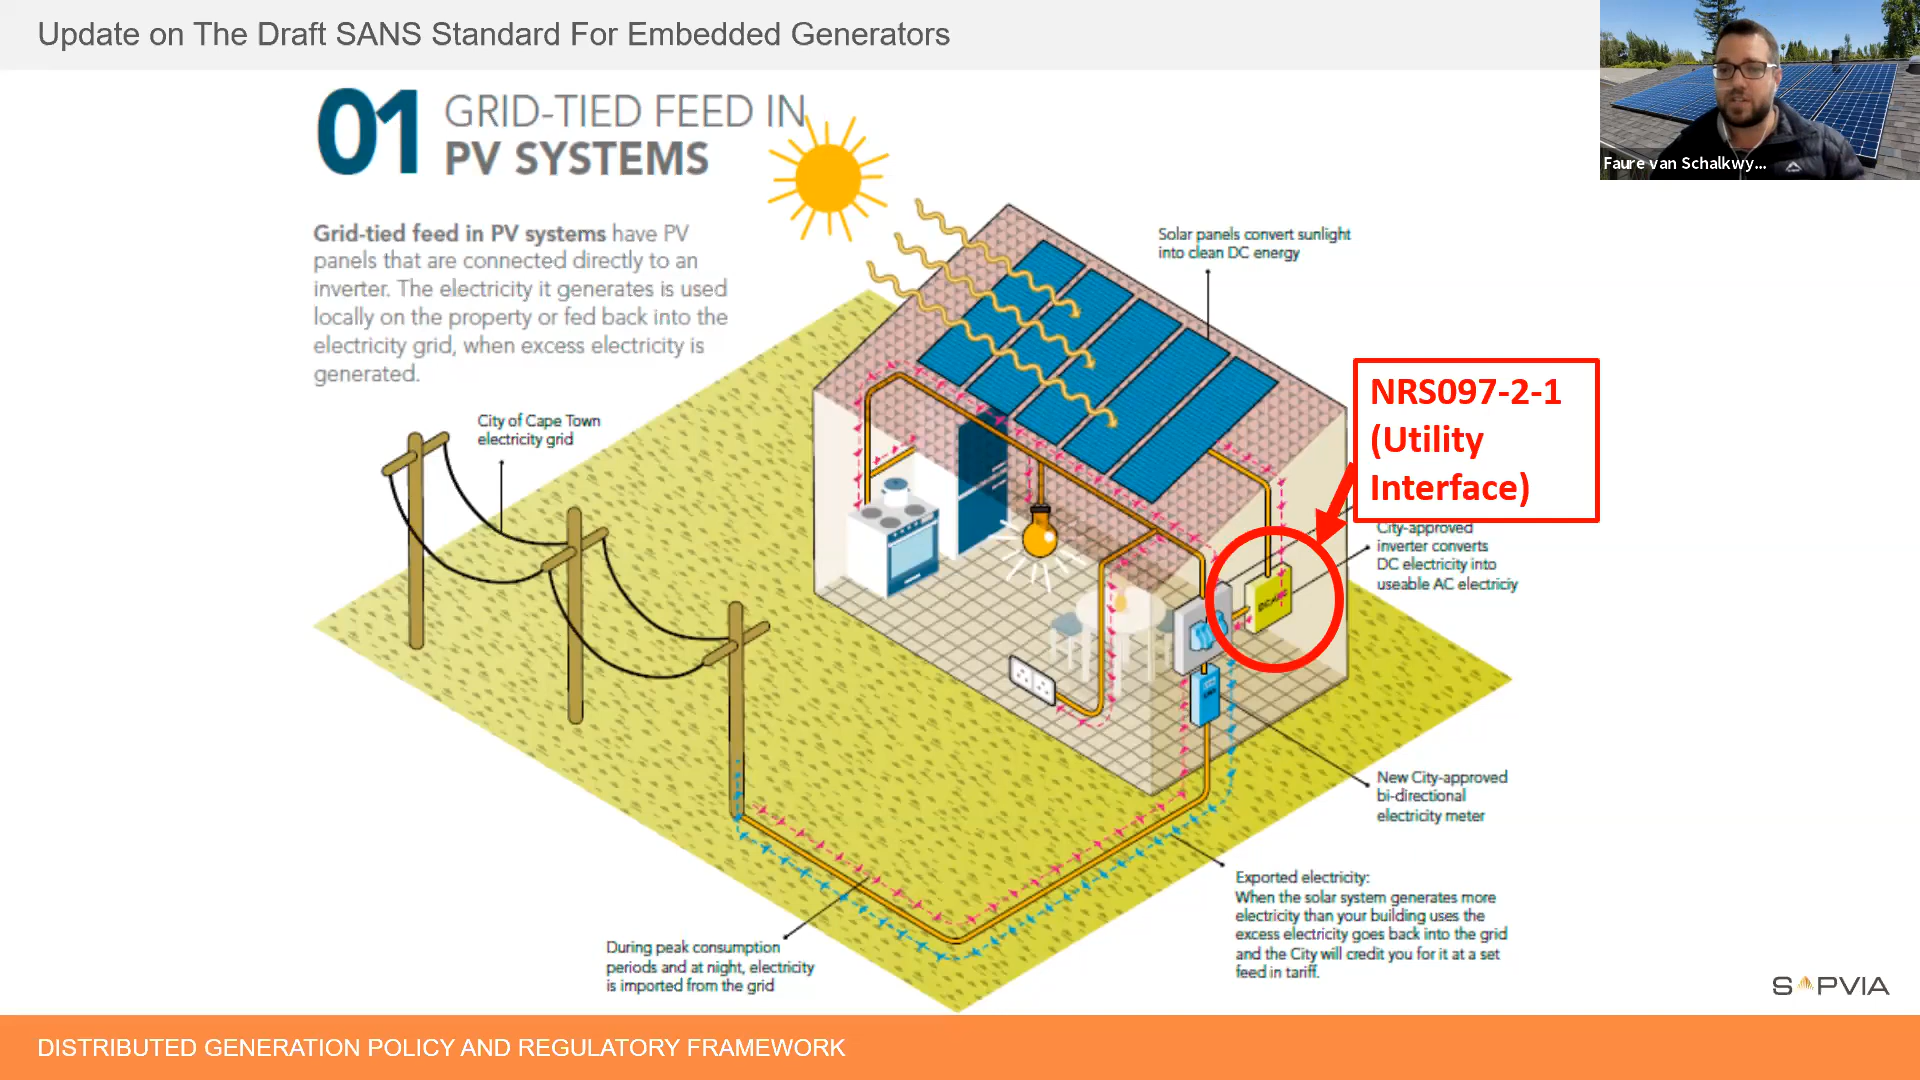 Update on The Draft SANS Standard For Embedded Generators
Faure van Schalkwy...
01
GRID-TIED FEED IN
PV SYSTEMS
Grid-tied feed in PV systems have PV
panels that are connected directly to an
inverter. The electricity it generates is used
locally on the property or fed back into the
electricity grid, when excess electricity is
generated.
Solar panels convert sunlight
into clean DC energy
City of Cape Town
electricity grid
NRS097-2-1
(Utility
Interface)
City-approved
inverter converts
DC electricity into
useable AC electriciy
New City-approved
bi-directional
electricity meter
Exported electricity:
When the solar system generates more
electricity than your building uses the
excess electricity goes back into the grid
and the City will credit you for it at a set
feed in tariff.
During peak consumption
periods and at night, electricity
is imported from the grid
SAPVIA
DISTRIBUTED GENERATION POLICY AND REGULATORY FRAMEWORK